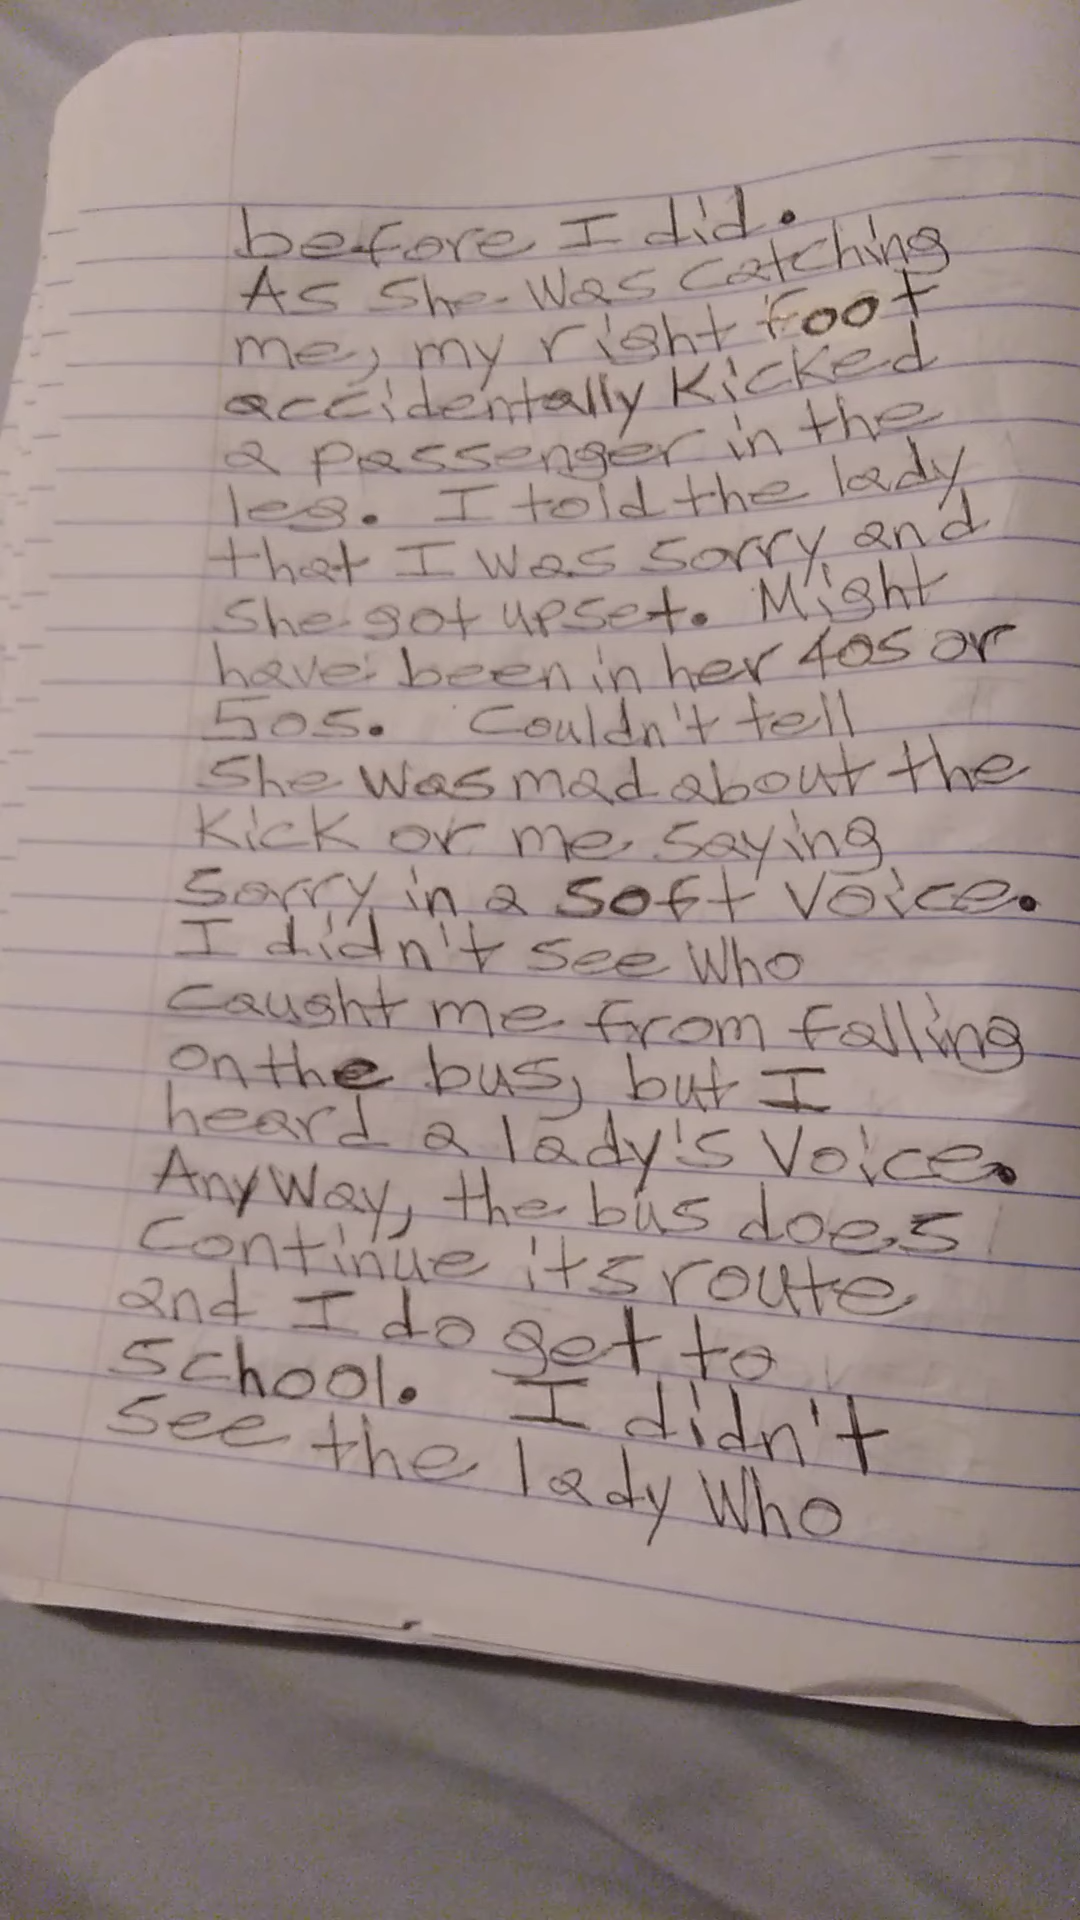 before I did.
As she was catching
me, my right foot
accidentally kicked
a passenger in the
leg. I told the lady
that I was sorry and
she got upset. Might
have been in her 40s or
50s. Couldn't tell
she was mad about the
kick or me saying
sorry in a soft voice.
I didn't see who
caught me from falling
on the bus, but I
heard a lady's voice.
Anyway, the bus does
continue its route
and I do get to
school. I didn't
see the lady who